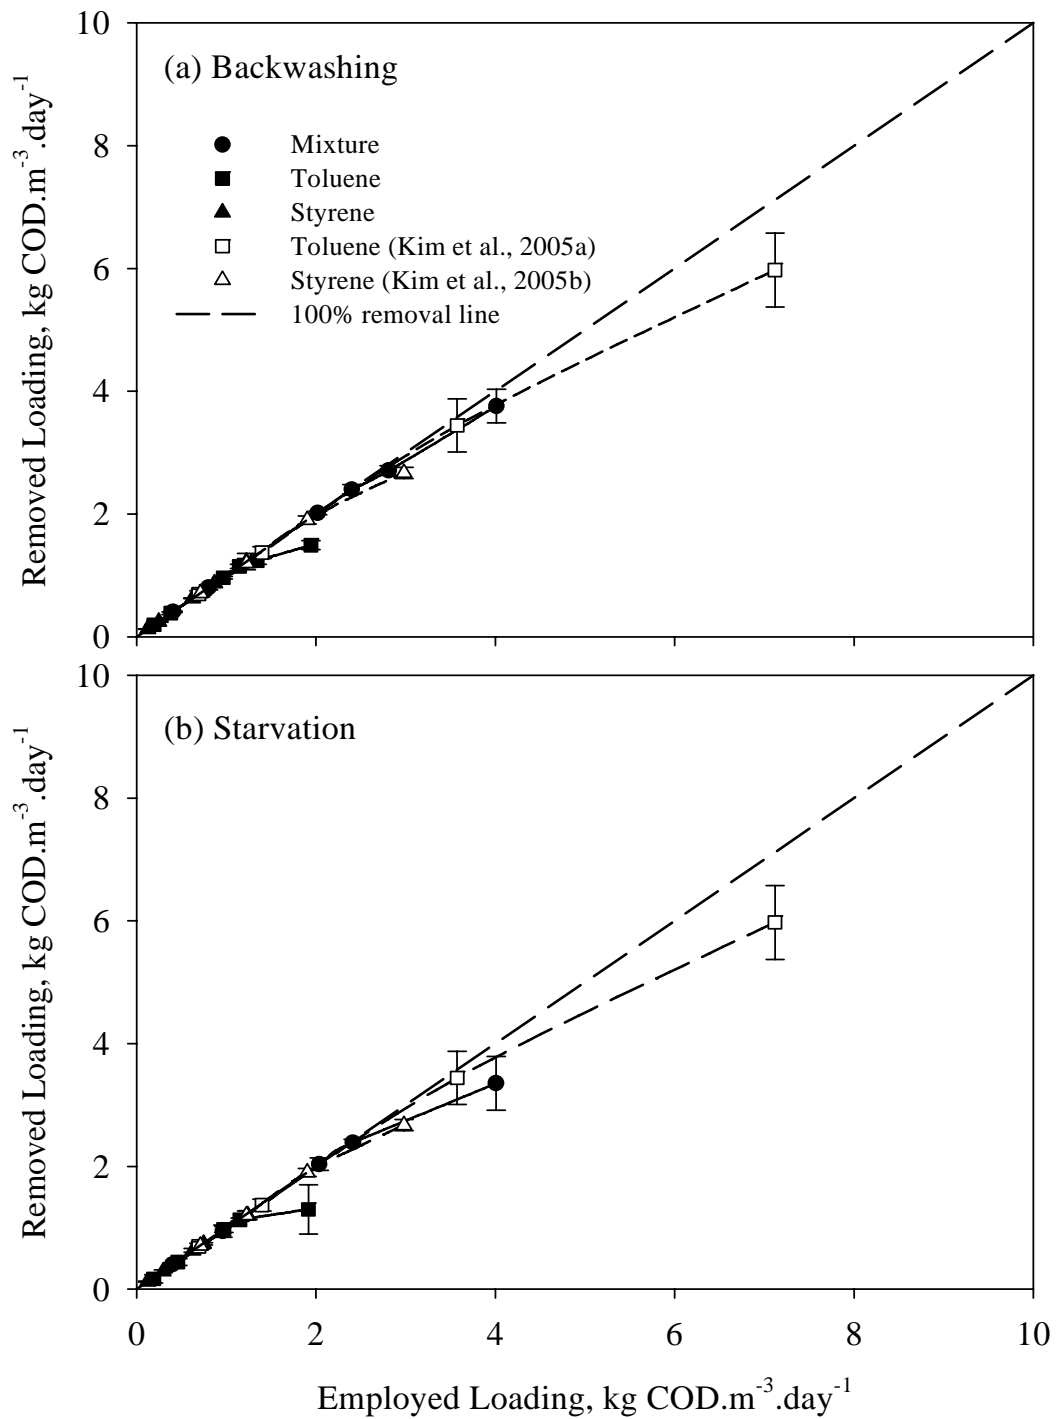 10
(a) Backwashing
8
Mixture
Toluene
Styrene
Toluene (Kim et al., 2005a)
Styrene (Kim et al., 2005b)
100% removal line
6
4
2
0
Removed Loading, kg COD.m-3.day-1
10
(b) Starvation
8
6
4
2
0
Removed Loading, kg COD.m-3.day-1
0 2 4 6 8 10
Employed Loading, kg COD.m-3.day-1